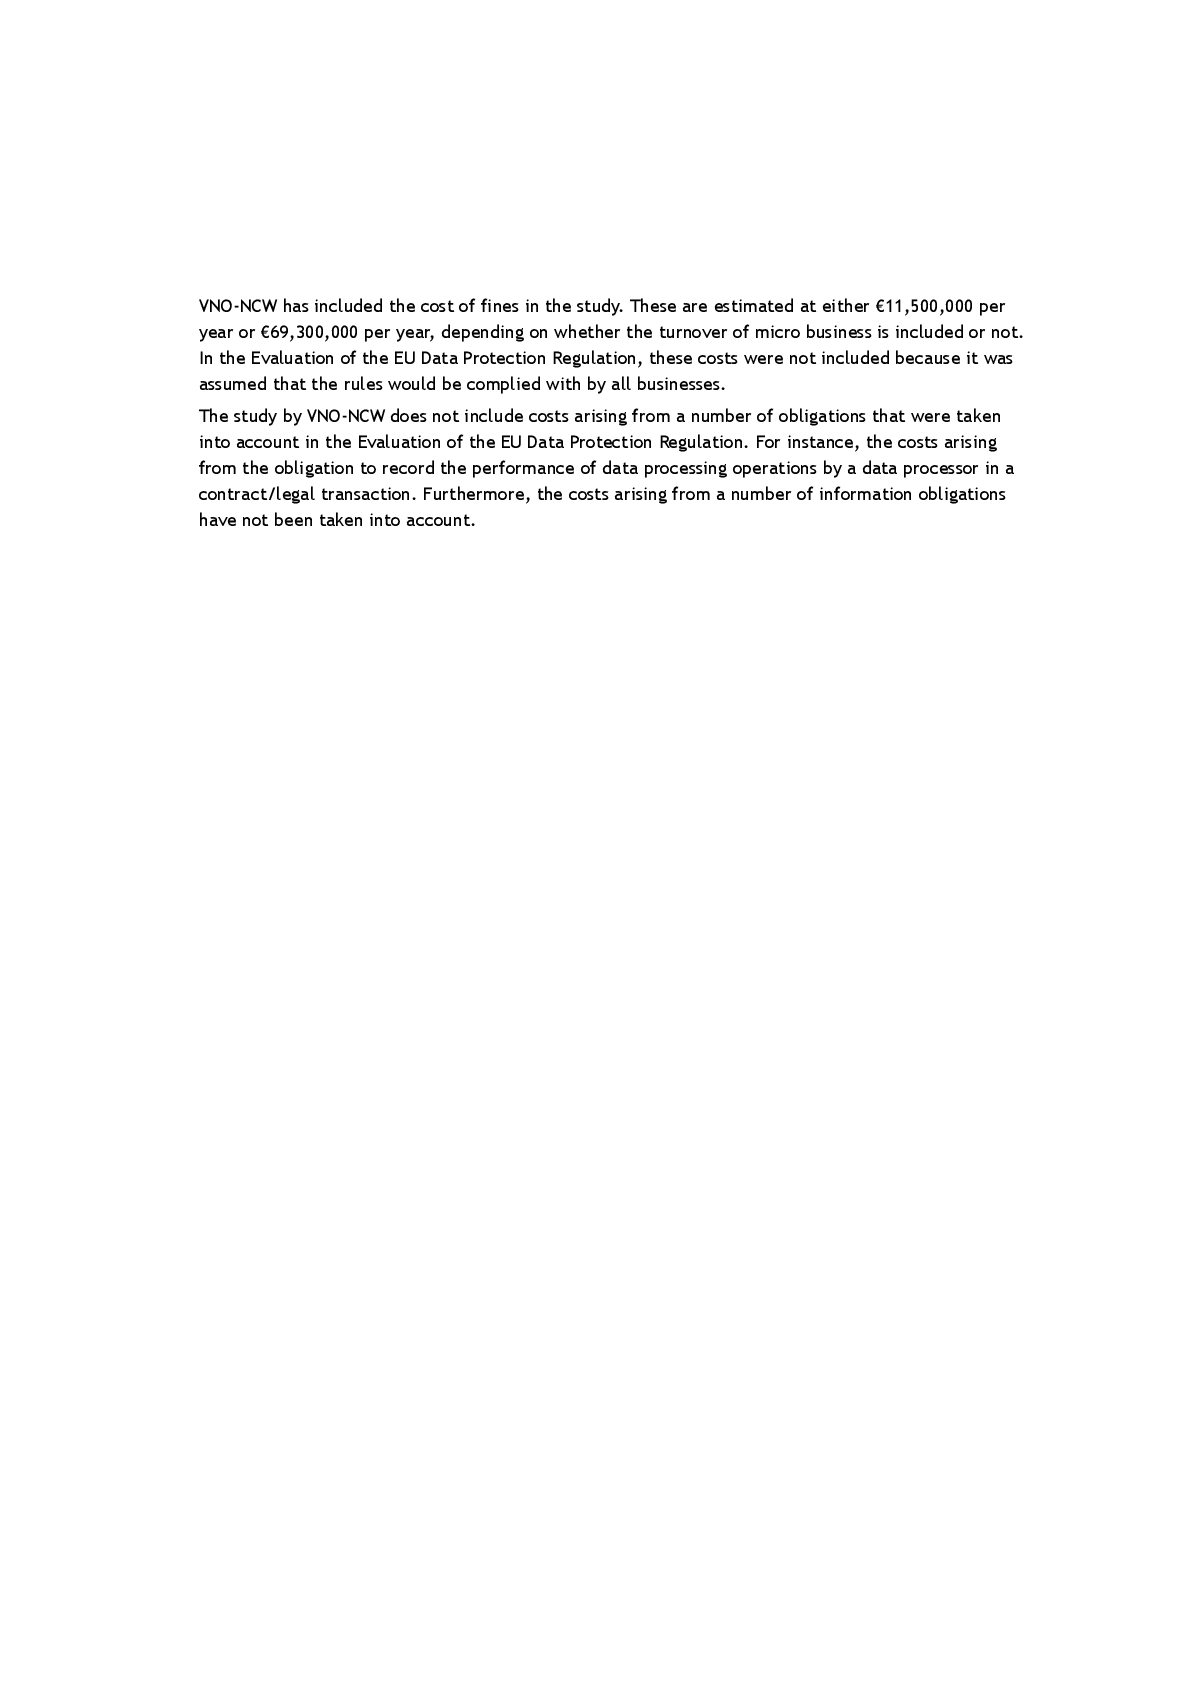 VNO-NCW has included the cost of fines in the study. These are estimated at either €11,500,000 per
year or €69,300,000 per year, depending on whether the turnover of micro business is included or not.
In the Evaluation of the EU Data Protection Regulation, these costs were not included because it was
assumed that the rules would be complied with by all businesses.
The study by VNO-NCW does not include costs arising from a number of obligations that were taken
into account in the Evaluation of the EU Data Protection Regulation. For instance, the costs arising
from the obligation to record the performance of data processing operations by a data processor in a
contract/legal transaction. Furthermore, the costs arising from a number of information obligations
have not been taken into account.